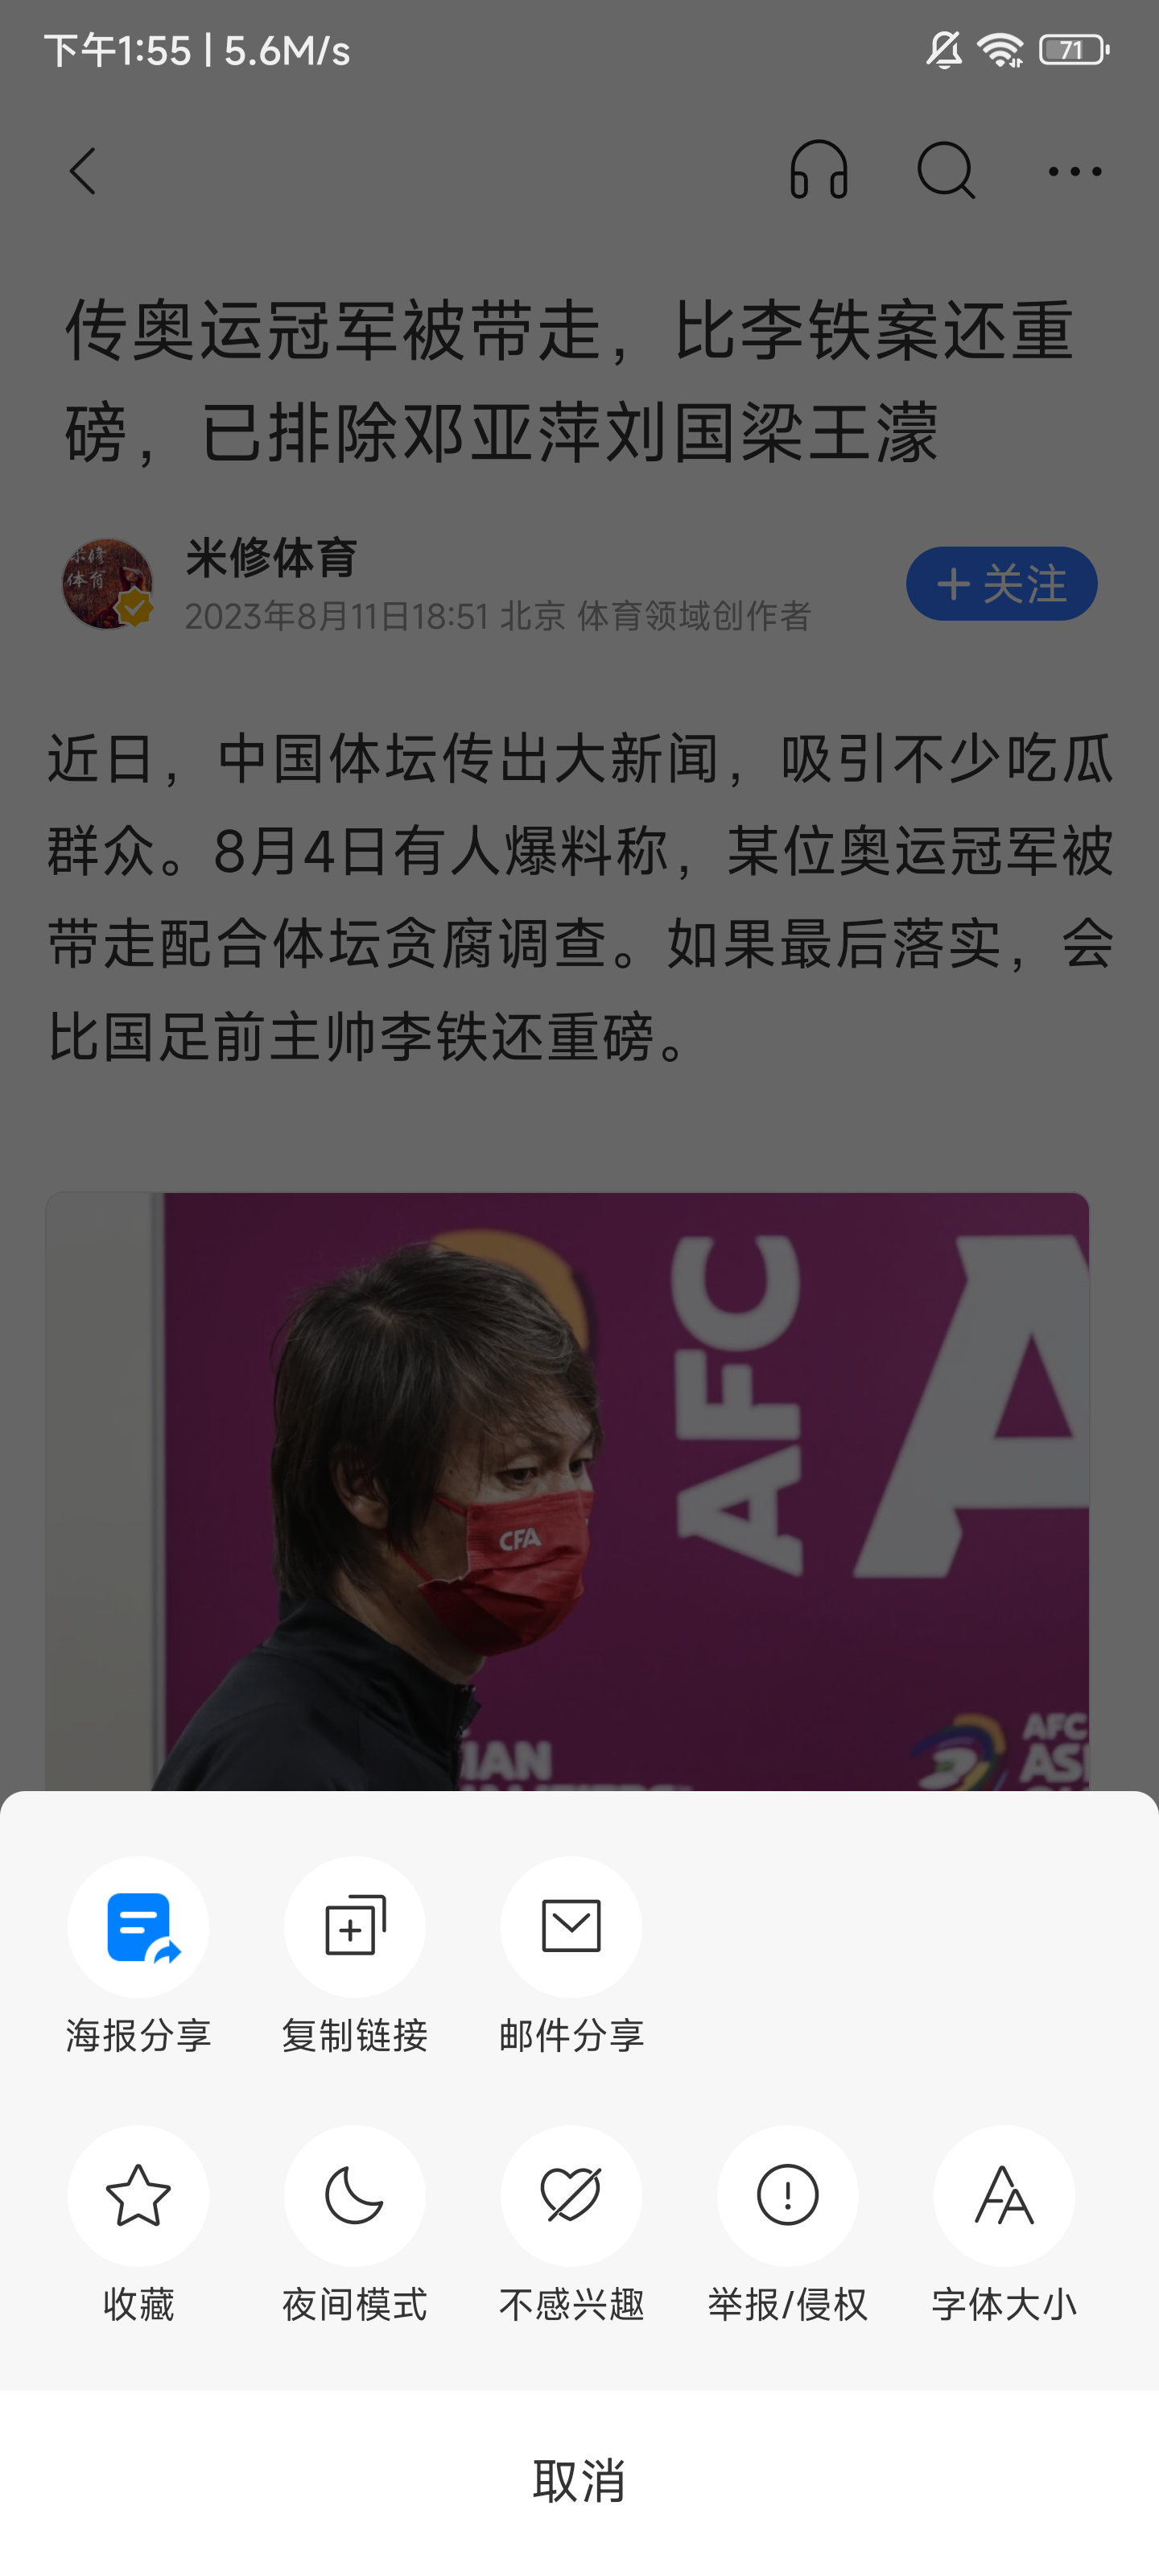 下午1:55 | 5.6M/s
71
传奥运冠军被带走，比李铁案还重
磅，已排除邓亚萍刘国梁王濛
米修
体育
米修体育
2023年8月11日18:51 北京 体育领域创作者
+ 关注
近日，中国体坛传出大新闻，吸引不少吃瓜
群众。8月4日有人爆料称，某位奥运冠军被
带走配合体坛贪腐调查。如果最后落实，会
比国足前主帅李铁还重磅。
AFC
A
CFA
IAN
AFC
ASI
海报分享
复制链接
邮件分享
收藏
夜间模式
不感兴趣
举报/侵权
字体大小
取消